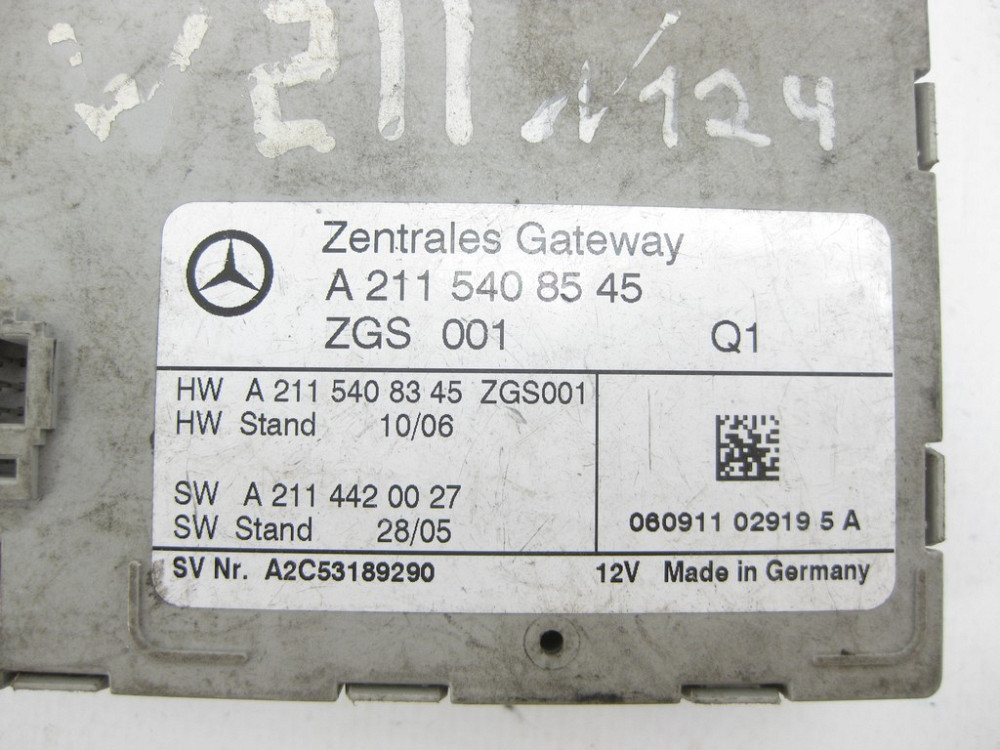 W211 N124
Zentrales Gateway
A 211 540 85 45
ZGS 001 Q1
HW A 211 540 83 45 ZGS001
HW Stand 10/06
SW A 211 442 00 27
SW Stand 28/05
060911 02919 5 A
SV Nr. A2C53189290 12V Made in Germany